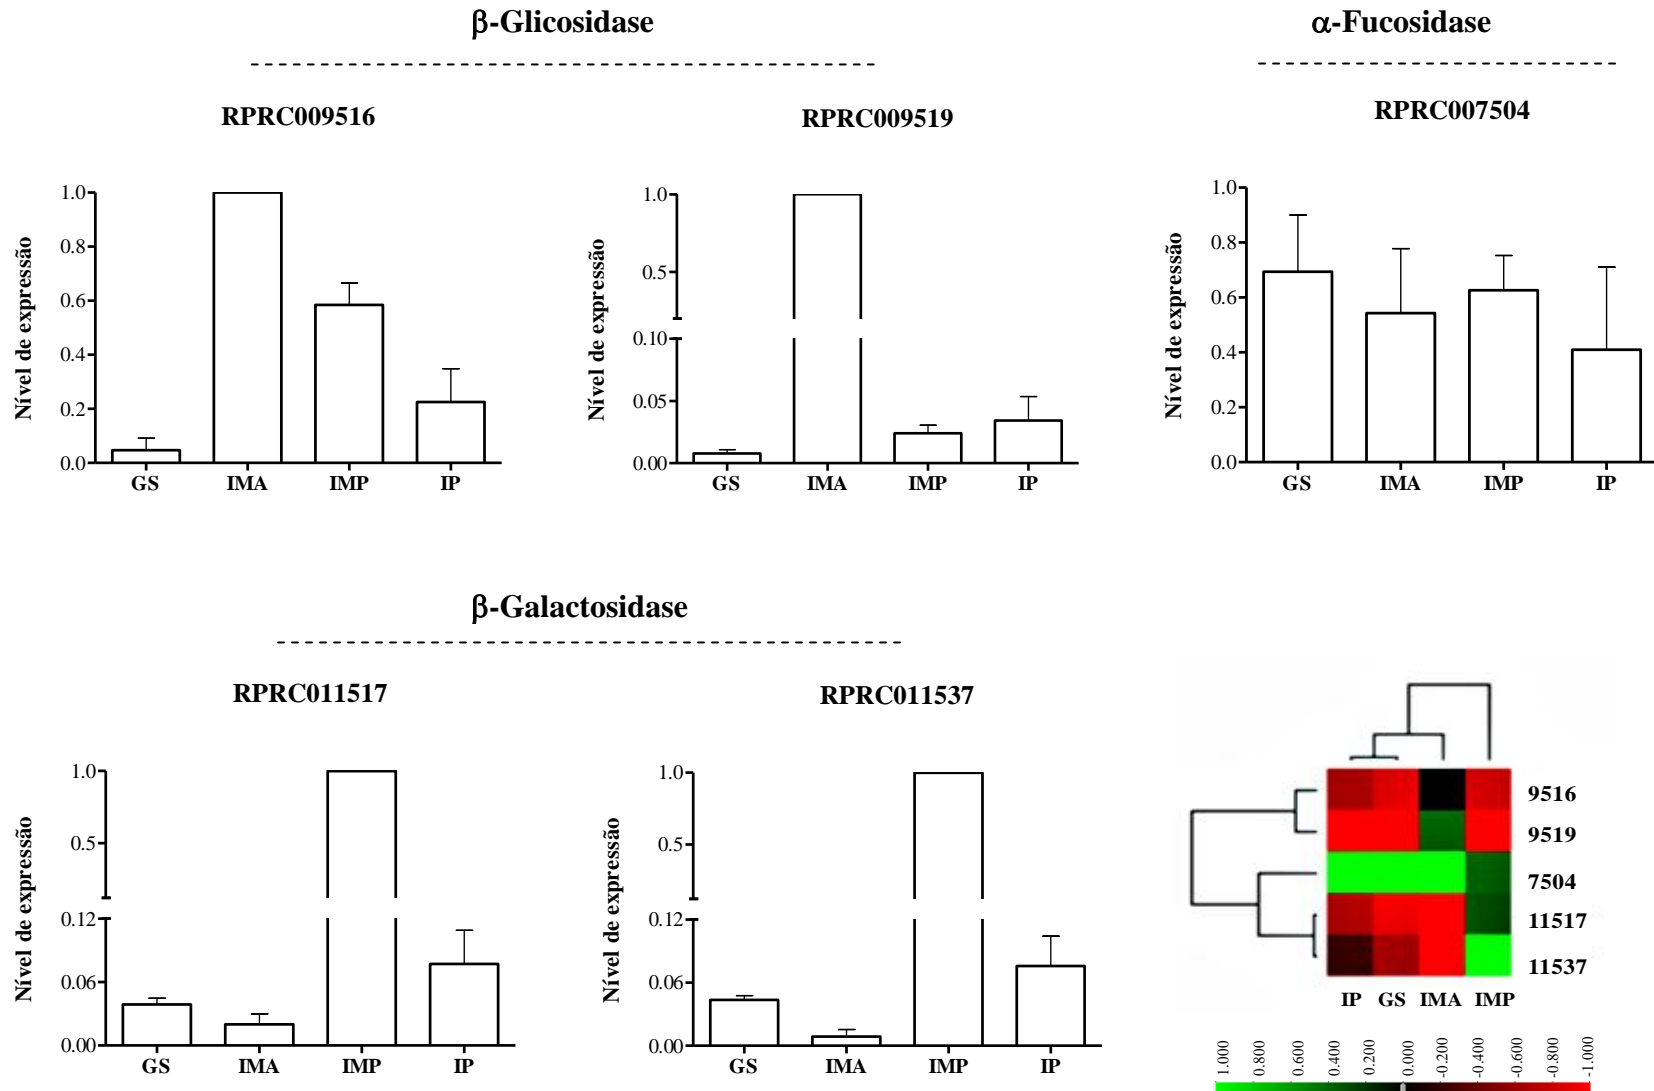 β-Glicosidase
α-Fucosidase
RPRC009516
RPRC009519
RPRC007504
Nível de expressão
1.0
0.8
0.6
0.4
0.2
0.0
GS IMA IMP IP
Nível de expressão
1.0
0.5
0.10
0.05
0.00
GS IMA IMP IP
Nível de expressão
1.0
0.8
0.6
0.4
0.2
0.0
GS IMA IMP IP
β-Galactosidase
RPRC011517
RPRC011537
Nível de expressão
1.0
0.5
0.12
0.06
0.00
GS IMA IMP IP
Nível de expressão
1.0
0.5
0.12
0.06
0.00
GS IMA IMP IP
9516
9519
7504
11517
11537
IP GS IMA IMP
1.000 0.800 0.600 0.400 0.200 0.000 -0.200 -0.400 -0.600 -0.800 -1.000